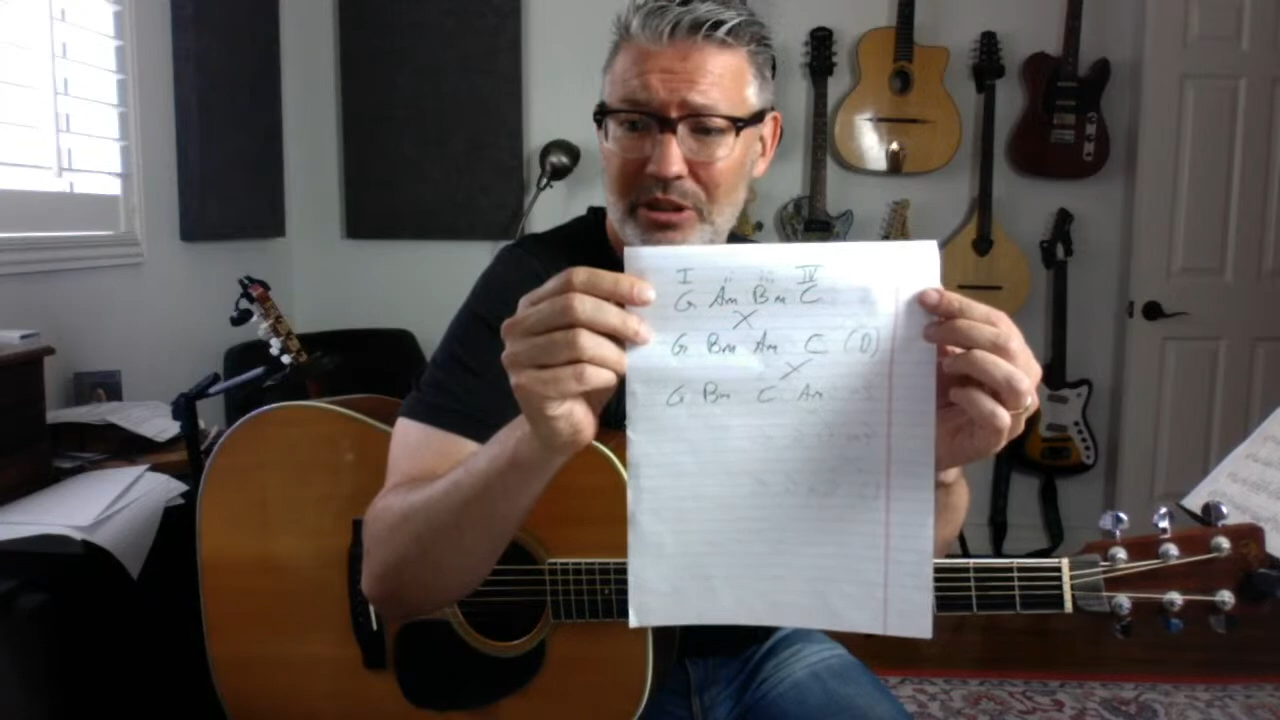 I ii iii IV
G Am Bm C
X
G Bm Am C (D)
X
G Bm C Am